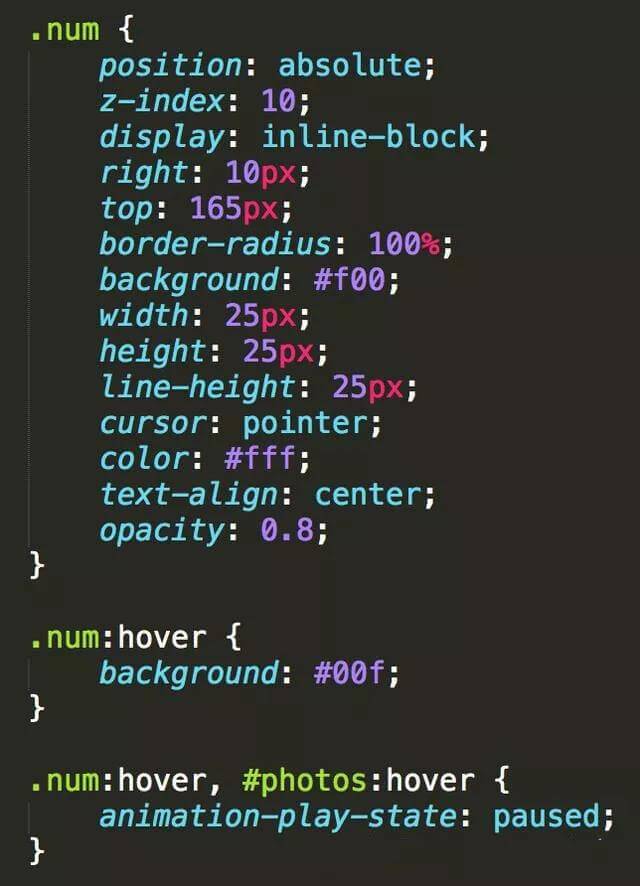 .num {
    position: absolute;
    z-index: 10;
    display: inline-block;
    right: 10px;
    top: 165px;
    border-radius: 100%;
    background: #f00;
    width: 25px;
    height: 25px;
    line-height: 25px;
    cursor: pointer;
    color: #fff;
    text-align: center;
    opacity: 0.8;
}

.num:hover {
    background: #00f;
}

.num:hover, #photos:hover {
    animation-play-state: paused;
}